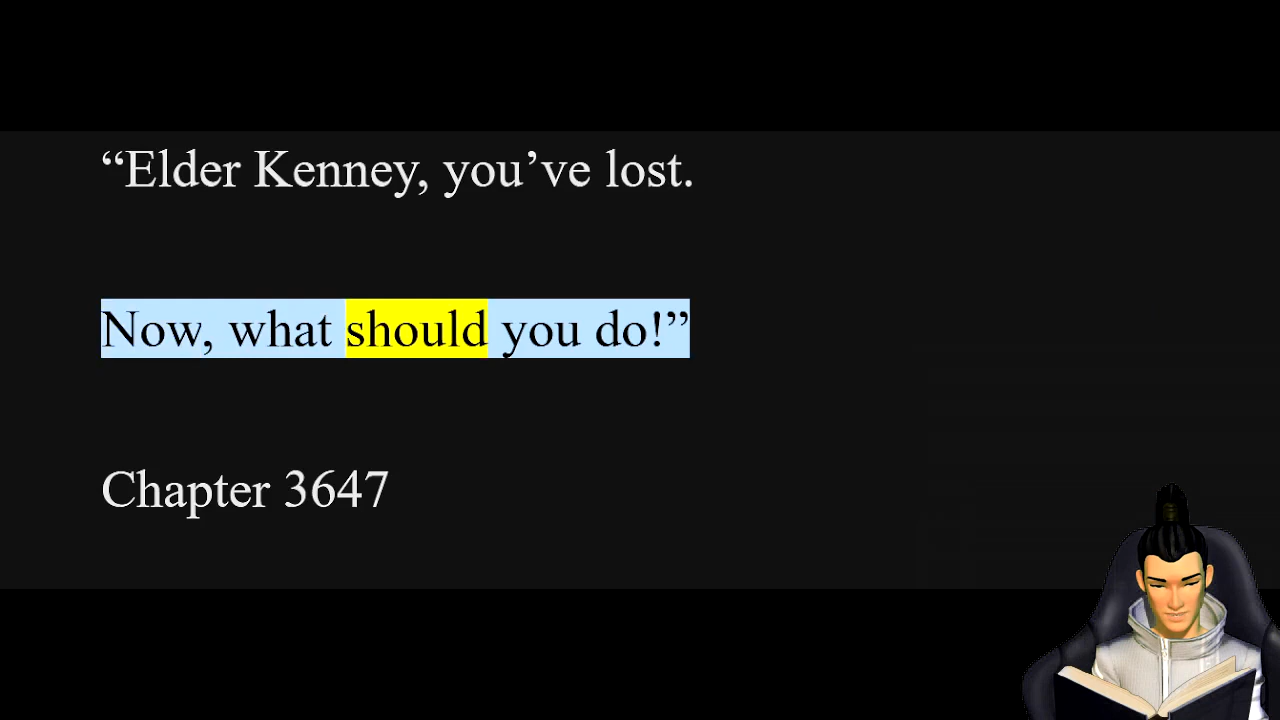 “Elder Kenney, you’ve lost.
Now, what should you do!”
Chapter 3647